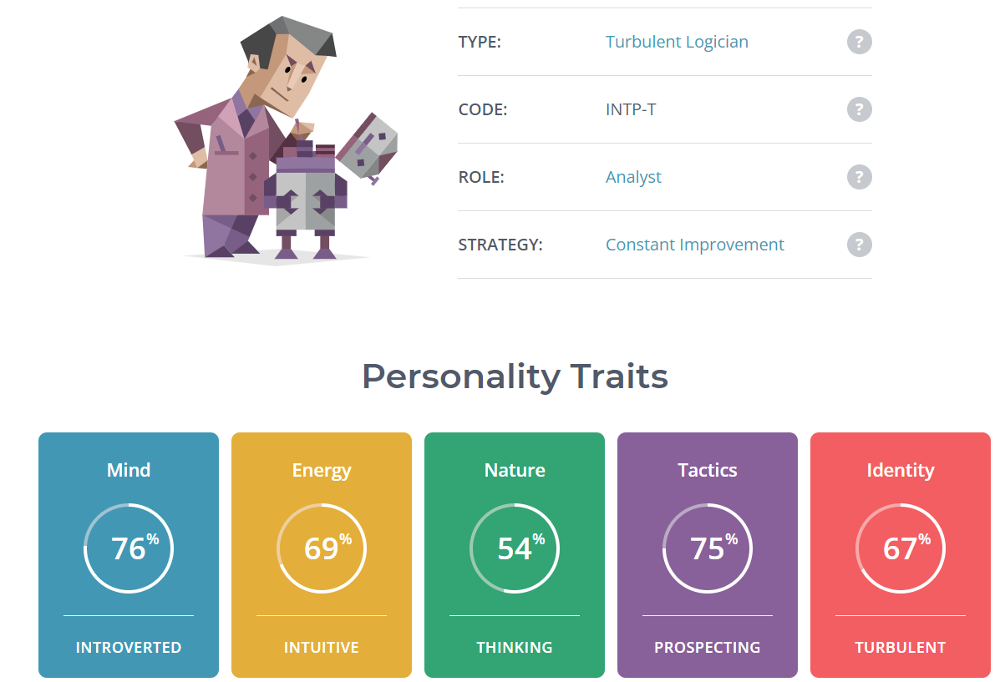 TYPE: Turbulent Logician ?
CODE: INTP-T ?
ROLE: Analyst ?
STRATEGY: Constant Improvement ?
Personality Traits
Mind
76%
INTROVERTED
Energy
69%
INTUITIVE
Nature
54%
THINKING
Tactics
75%
PROSPECTING
Identity
67%
TURBULENT